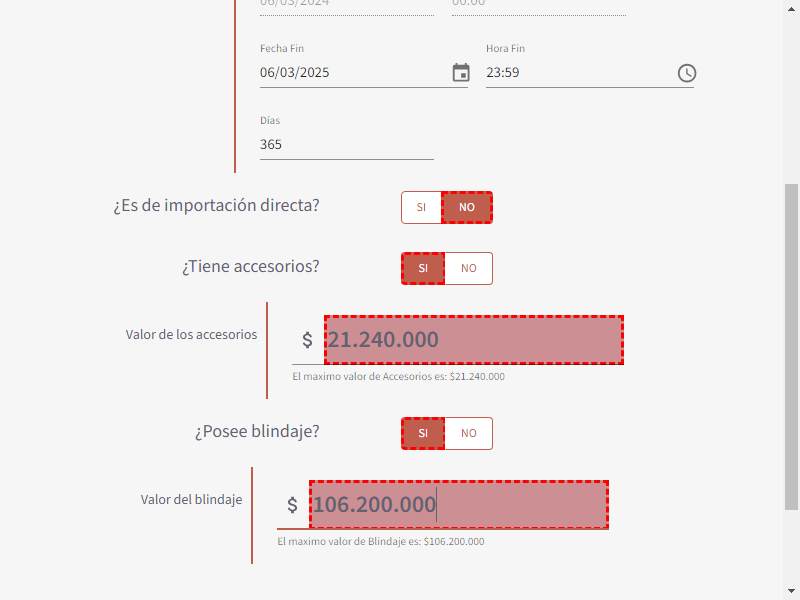 06/03/2024 00:00
Fecha Fin Hora Fin
06/03/2025 23:59
Días
365
¿Es de importación directa? SI NO
¿Tiene accesorios? SI NO
Valor de los accesorios $ 21.240.000
El maximo valor de Accesorios es: $21.240.000
¿Posee blindaje? SI NO
Valor del blindaje $ 106.200.000
El maximo valor de Blindaje es: $106.200.000